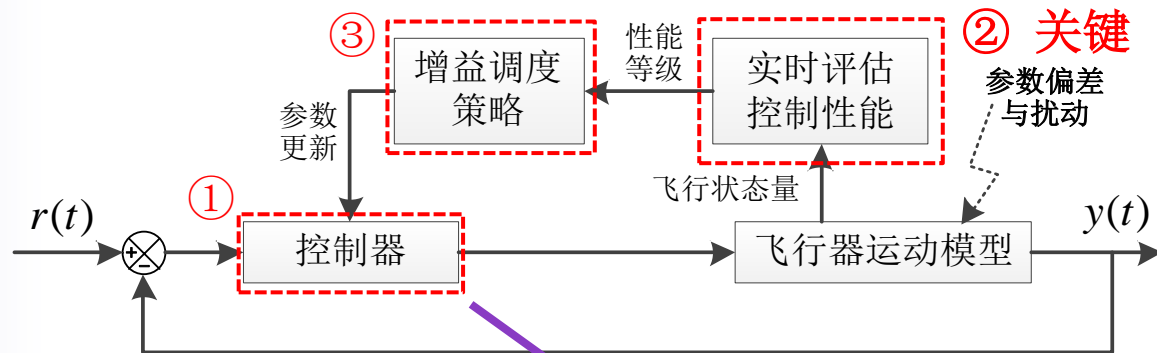 ③
增益调度
策略
性能
等级
实时评估
控制性能
② 关键
参数偏差
与扰动
参数
更新
飞行状态量
①
r(t)
+
−
控制器
飞行器运动模型
y(t)